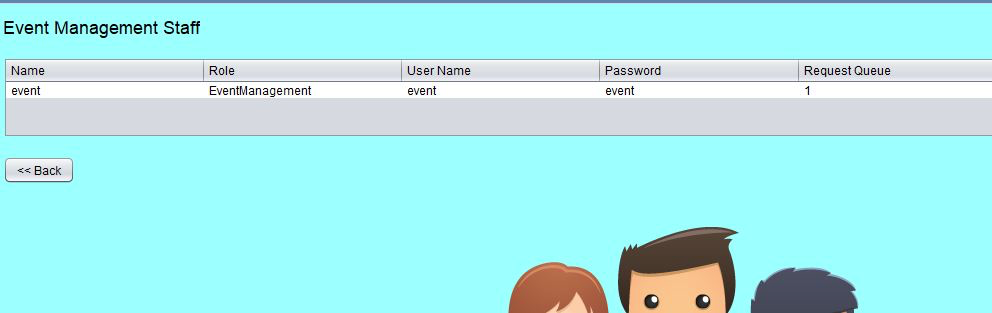 Event Management Staff
Name Role User Name Password Request Queue
event EventManagement event event 1
<< Back